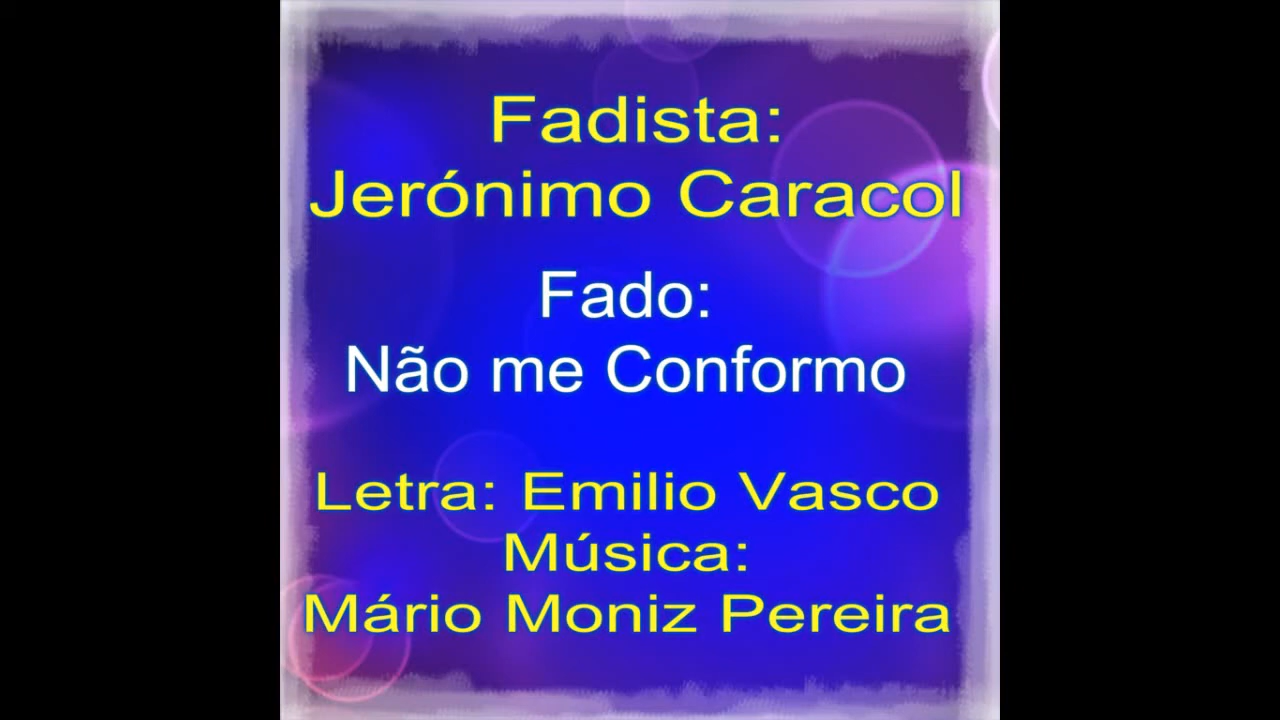 Fadista:
Jerónimo Caracol
Fado:
Não me Conformo
Letra: Emilio Vasco
Música:
Mário Moniz Pereira